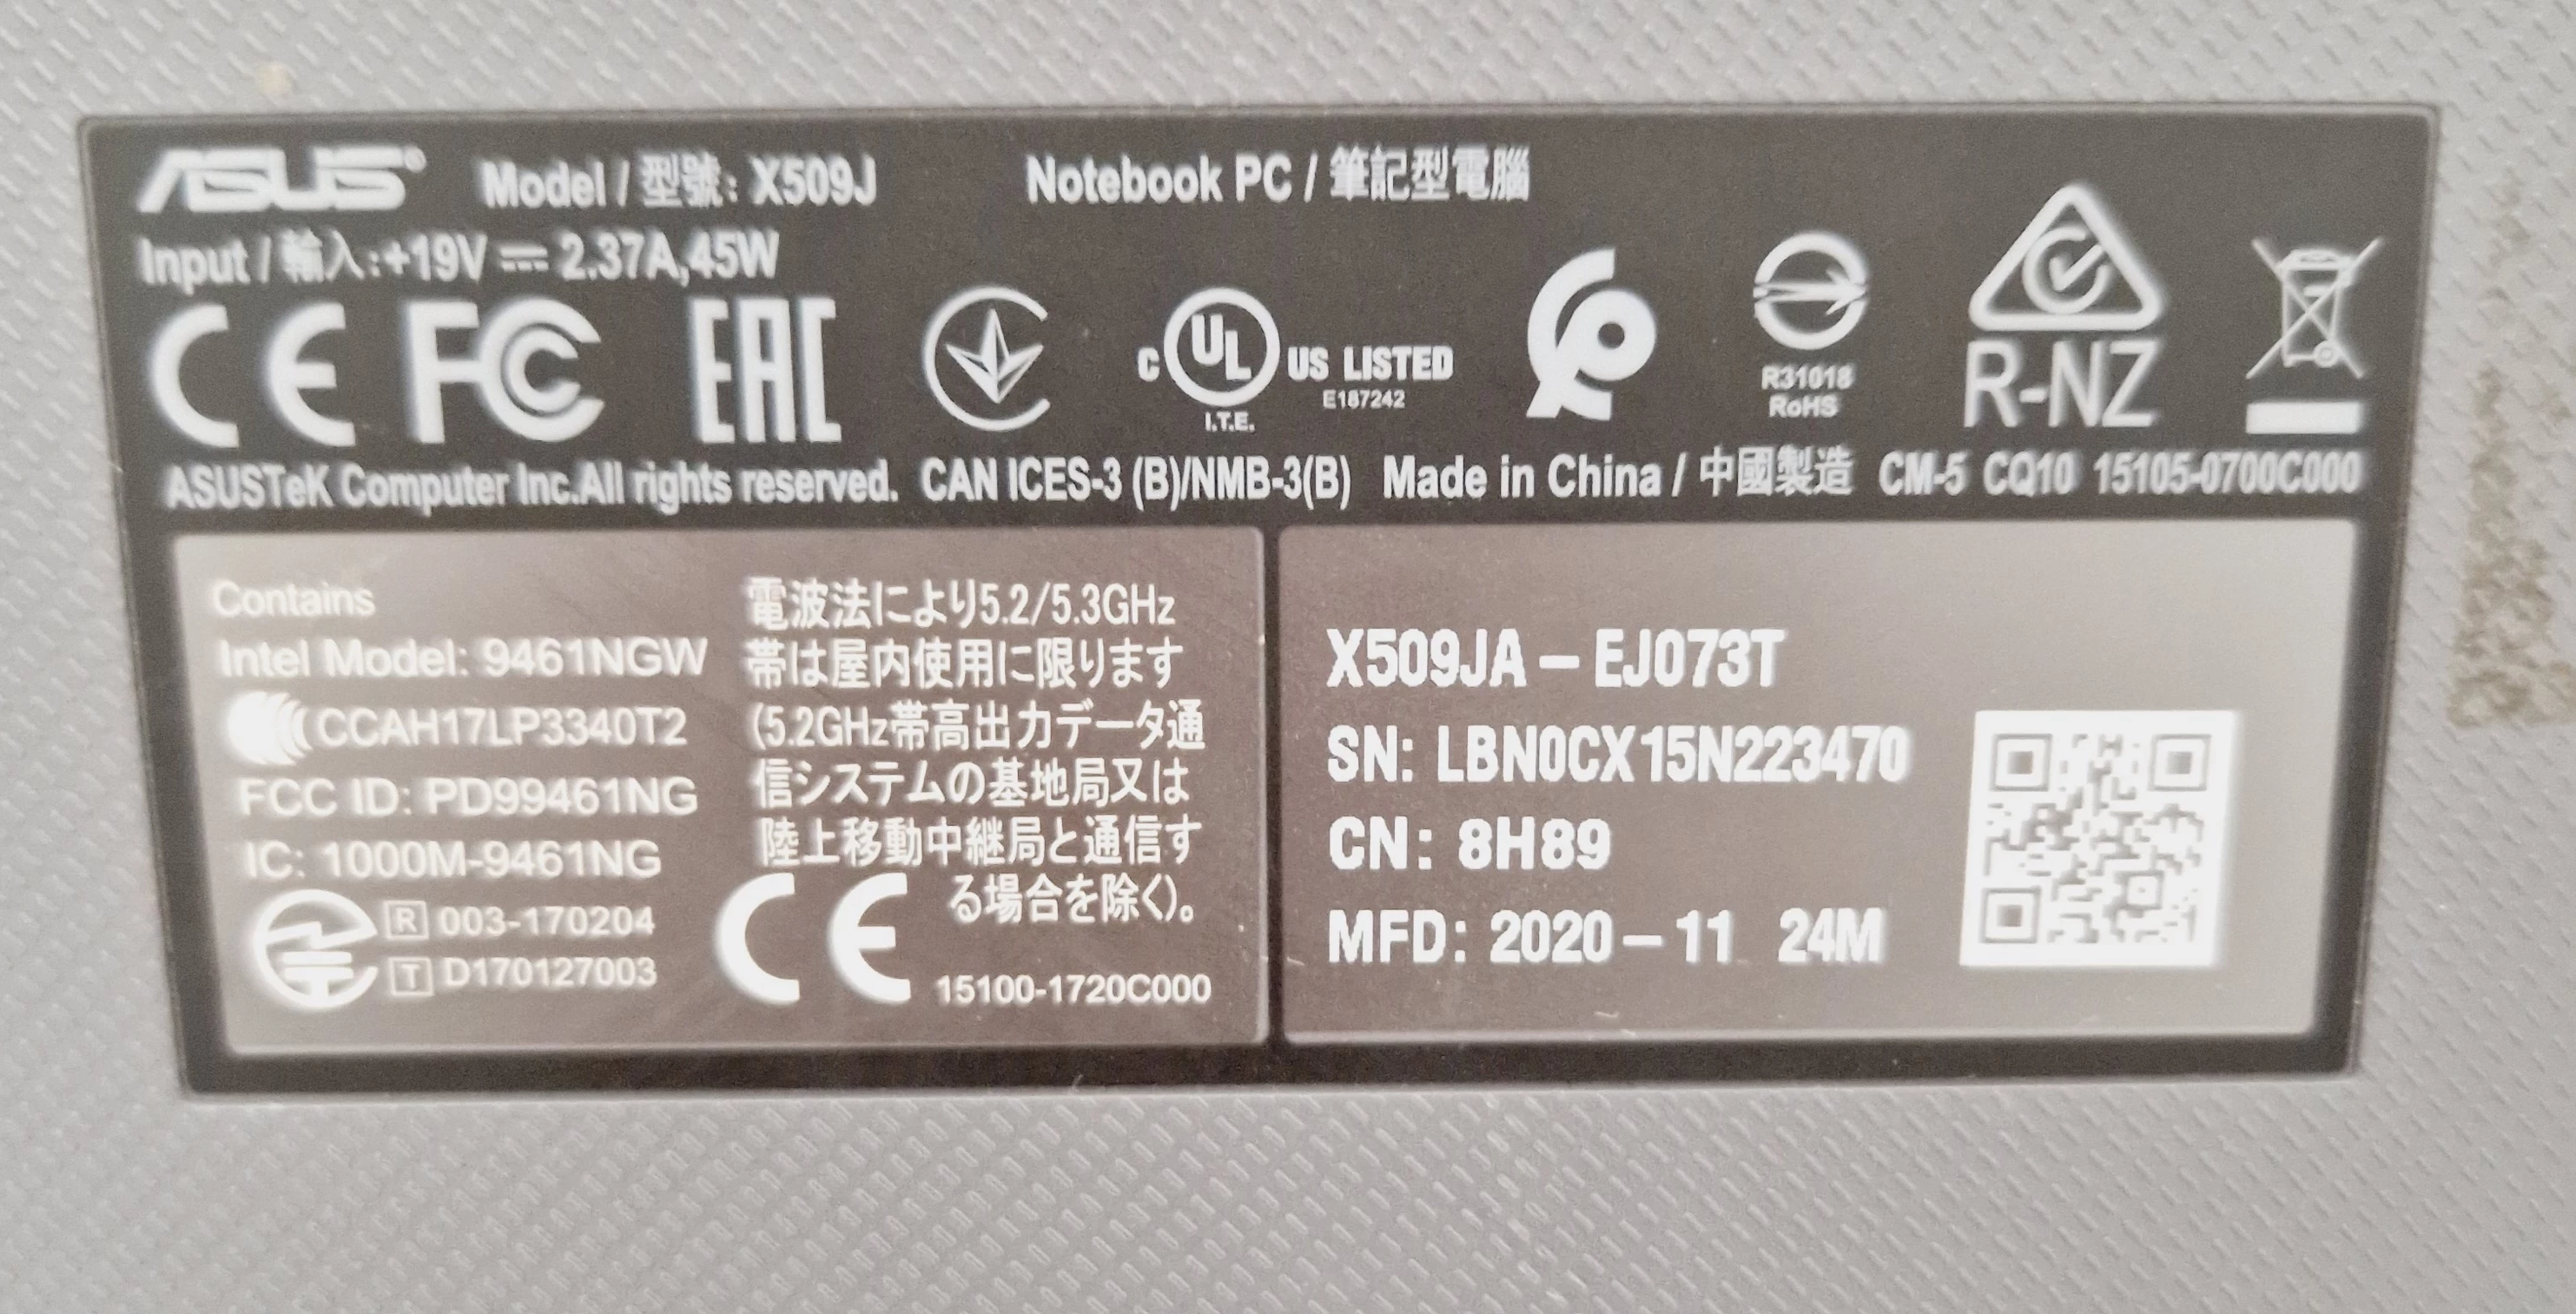 ASUS Model / 型號: X509J Notebook PC / 筆記型電腦
Input / 輸入:+19V ⎓ 2.37A,45W
CE FC EAC C UL US LISTED
I.T.E. E187242
R31018
RoHS
R-NZ
ASUSTeK Computer Inc.All rights reserved. CAN ICES-3 (B)/NMB-3(B) Made in China / 中國製造 CM-5 CQ10 15105-0700C000
Contains
Intel Model: 9461NGW
CCAH17LP3340T2
FCC ID: PD99461NG
IC: 1000M-9461NG
R 003-170204
T D170127003
電波法により5.2/5.3GHz
帯は屋内使用に限ります
(5.2GHz帯高出力データ通
信システムの基地局又は
陸上移動中継局と通信す
る場合を除く)。
CE 15100-1720C000
X509JA-EJ073T
SN: LBN0CX15N223470
CN: 8H89
MFD: 2020-11 24M